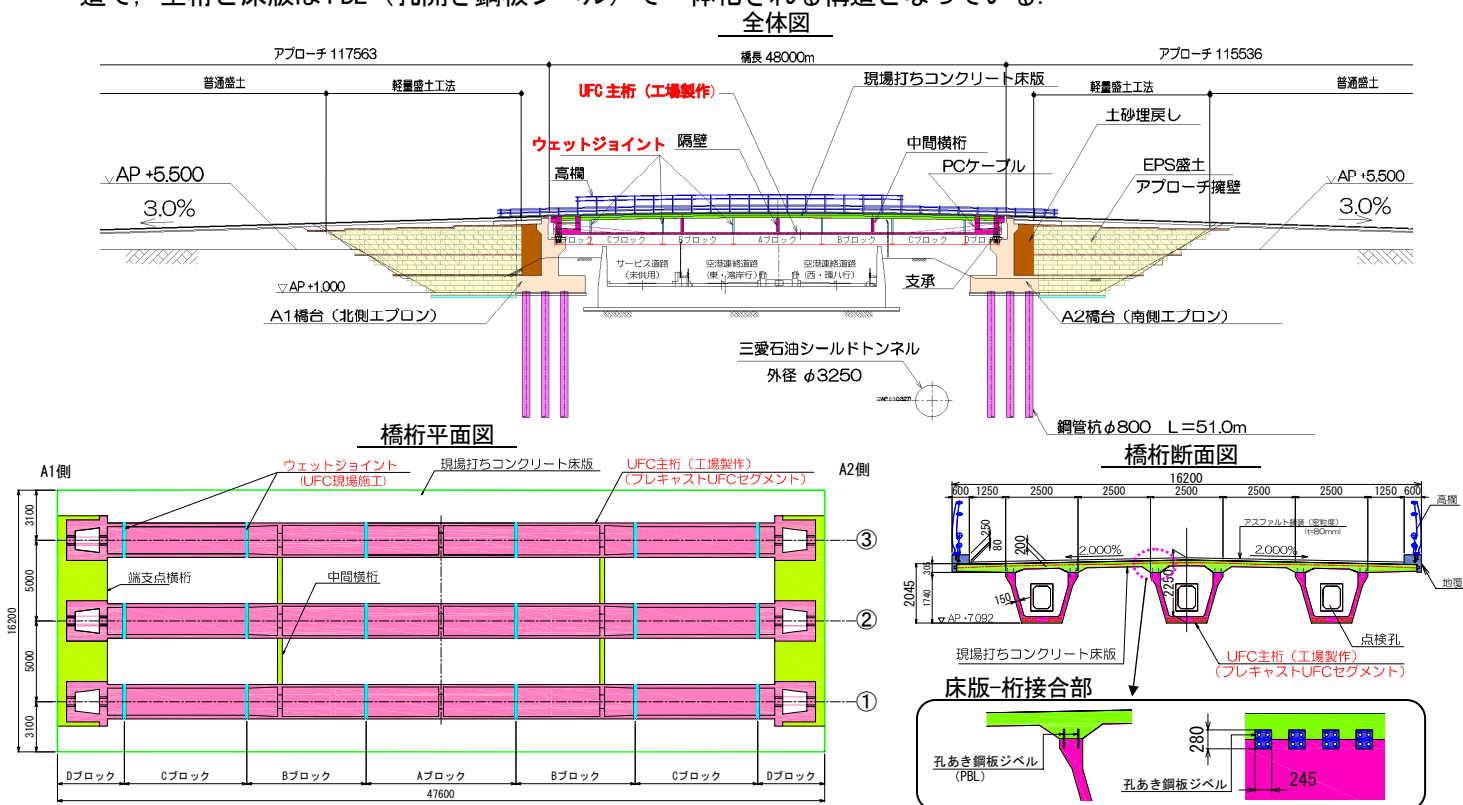 全体図
アプローチ 117563
橋長 48000m
アプローチ 115536
普通盛土
軽量盛土工法
UFC主桁（工場製作）
現場打ちコンクリート床版
軽量盛土工法
普通盛土
土砂埋戻し
ウェットジョイント
隔壁
中間横桁
高欄
PCケーブル
EPS盛土
アプローチ擁壁
▽AP +5.500
▽AP +5.500
3.0%
3.0%
Cブロック
Bブロック
Aブロック
Bブロック
Cブロック
Dブロック
サービス道路
（未供用）
空港連絡道路
（東・湾岸行）
空港連絡道路
（西・環八行）
支承
▽AP +1.000
A1橋台（北側エプロン）
A2橋台（南側エプロン）
三愛石油シールドトンネル
外径 φ3250
鋼管杭φ800 L＝51.0m
橋桁平面図
A1側
ウェットジョイント
(UFC現場施工)
現場打ちコンクリート床版
UFC主桁（工場製作）
（プレキャストUFCセグメント）
A2側
3100
5000
5000
3100
16200
端支点横桁
中間横桁
③
②
①
Dブロック
Cブロック
Bブロック
Aブロック
Bブロック
Cブロック
Dブロック
47600
橋桁断面図
16200
600
1250
2500
2500
2500
2500
2500
1250
600
高欄
アスファルト舗装（密粒度）
(t=80mm)
250
80
200
2.000%
2.000%
305
1740
2045
2250
150
▽ AP +7.092
地覆
点検孔
現場打ちコンクリート床版
UFC主桁（工場製作）
（プレキャストUFCセグメント）
床版-桁接合部
孔あき鋼板ジベル
(PBL)
280
245
孔あき鋼板ジベル